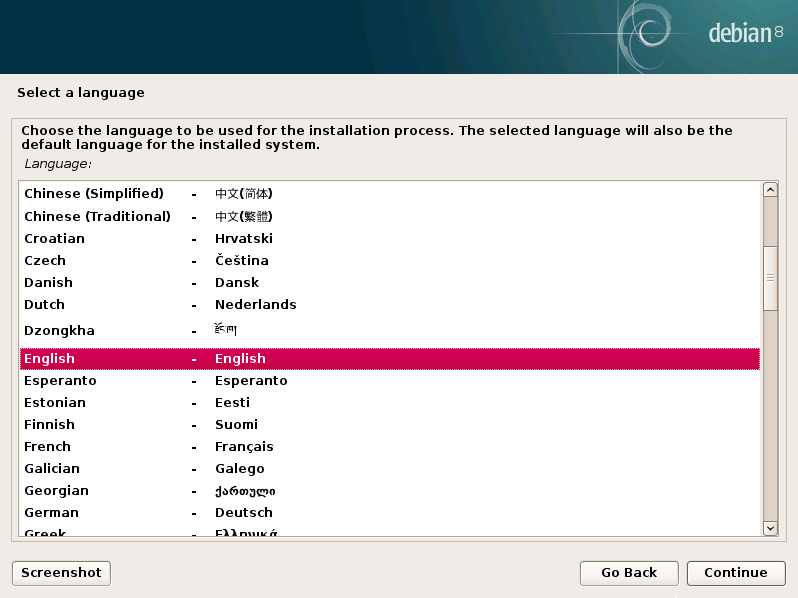 debian 8
Select a language
Choose the language to be used for the installation process. The selected language will also be the
default language for the installed system.
Language:
Chinese (Simplified) - 中文(简体)
Chinese (Traditional) - 中文(繁體)
Croatian - Hrvatski
Czech - Čeština
Danish - Dansk
Dutch - Nederlands
Dzongkha - རྫོང་ཁ།
English - English
Esperanto - Esperanto
Estonian - Eesti
Finnish - Suomi
French - Français
Galician - Galego
Georgian - ქართული
German - Deutsch
Greek - Ελληνικά
Screenshot
Go Back
Continue